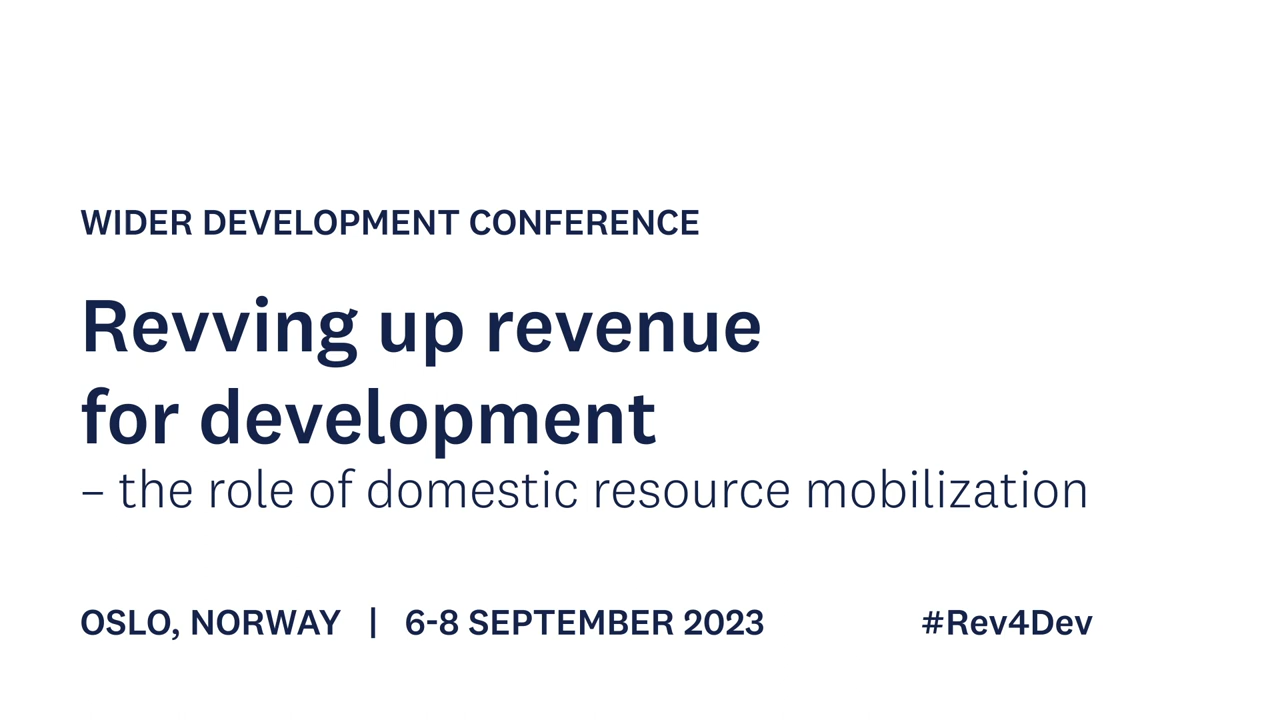 WIDER DEVELOPMENT CONFERENCE
Revving up revenue
for development
– the role of domestic resource mobilization
OSLO, NORWAY | 6-8 SEPTEMBER 2023 #Rev4Dev